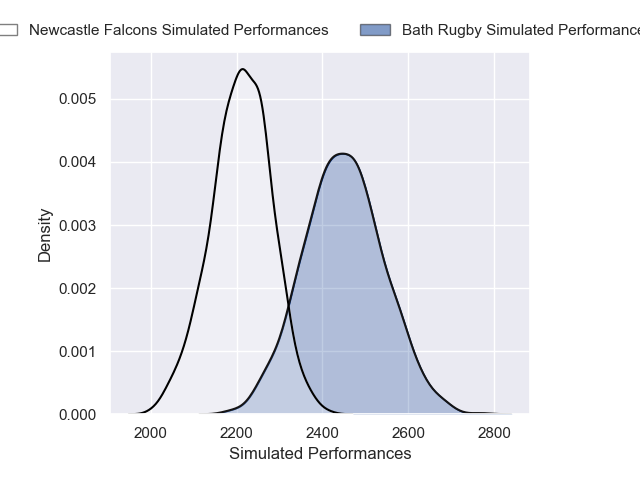 Newcastle Falcons Simulated Performances
Bath Rugby Simulated Performance
0.005
0.004
0.003
0.002
0.001
0.000
Density
2000 2200 2400 2600 2800
Simulated Performances